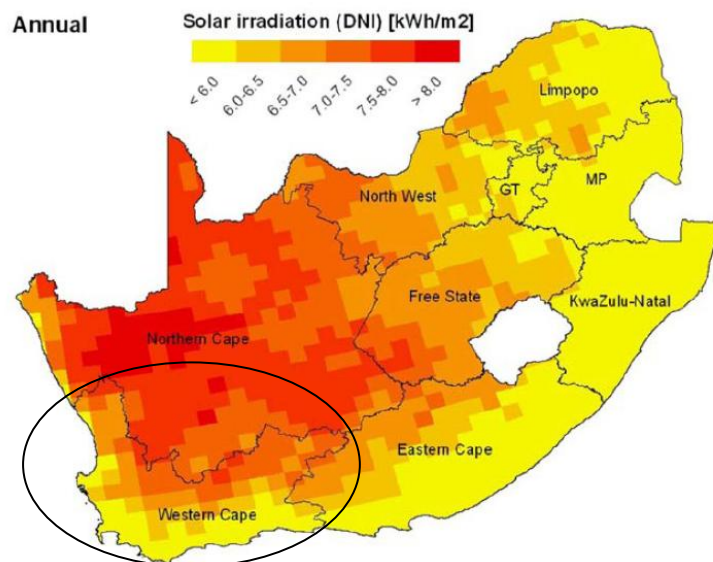 Annual
Solar irradiation (DNI) [kWh/m2]
< 6.0
6.0-6.5
6.5-7.0
7.0-7.5
7.5-8.0
> 8.0
Limpopo
North West
GT
MP
Free State
KwaZulu-Natal
Northern Cape
Eastern Cape
Western Cape